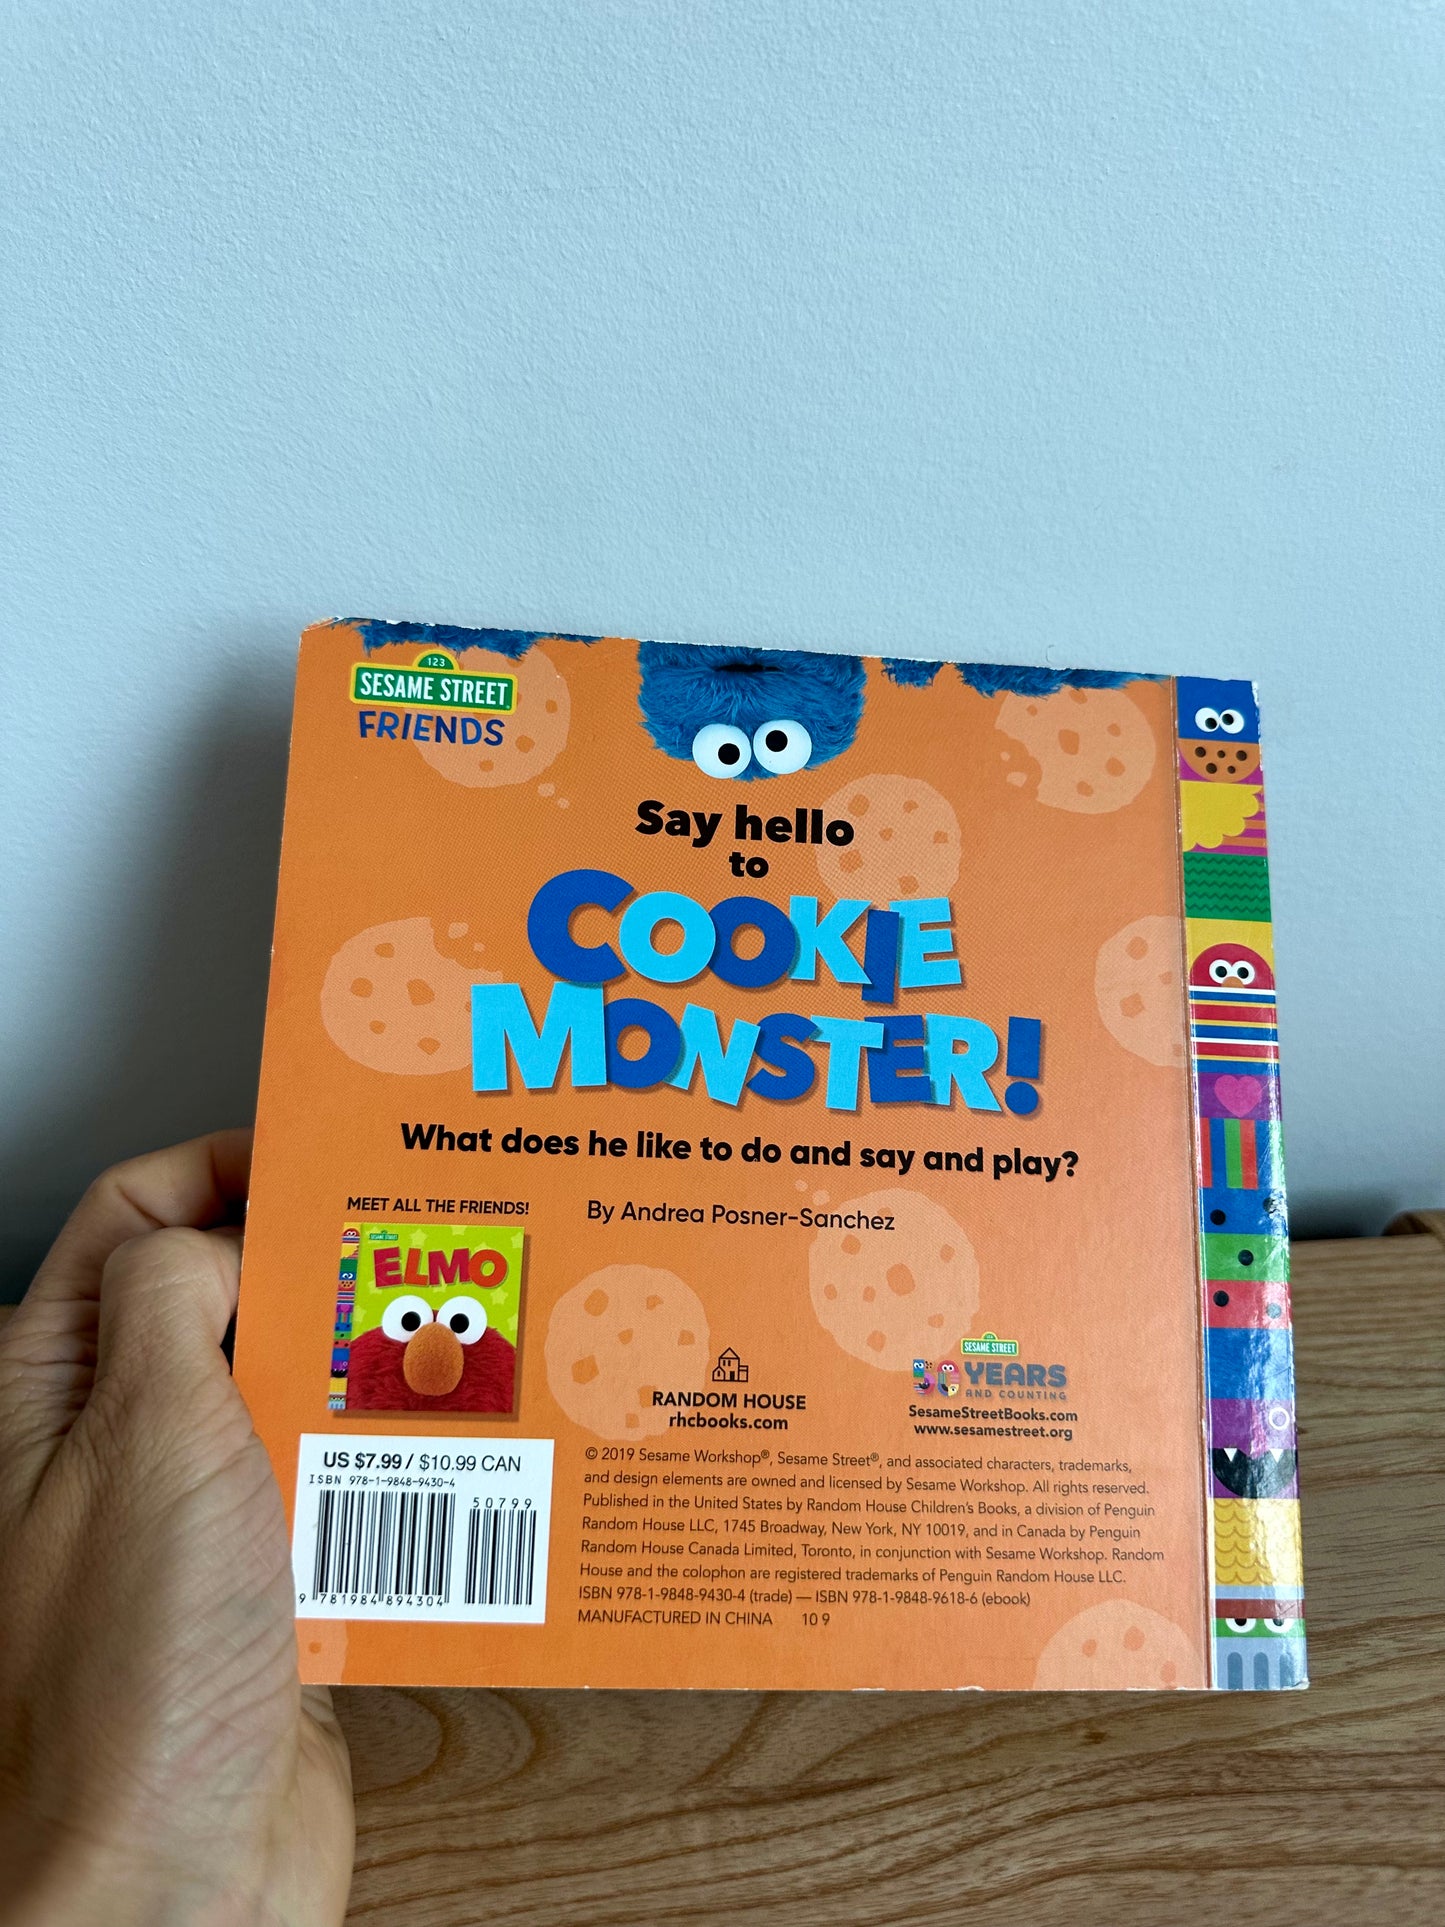 123
SESAME STREET
FRIENDS
Say hello
to
COOKIE
MONSTER!
What does he like to do and say and play?
By Andrea Posner-Sanchez
MEET ALL THE FRIENDS!
SESAME STREET
ELMO
RANDOM HOUSE
rhcbooks.com
123
SESAME STREET
50 YEARS
AND COUNTING
SesameStreetBooks.com
www.sesamestreet.org
US $7.99 / $10.99 CAN
ISBN 978-1-9848-9430-4
50799
9 781984 894304
© 2019 Sesame Workshop®, Sesame Street®, and associated characters, trademarks,
and design elements are owned and licensed by Sesame Workshop. All rights reserved.
Published in the United States by Random House Children's Books, a division of Penguin
Random House LLC, 1745 Broadway, New York, NY 10019, and in Canada by Penguin
Random House Canada Limited, Toronto, in conjunction with Sesame Workshop. Random
House and the colophon are registered trademarks of Penguin Random House LLC.
ISBN 978-1-9848-9430-4 (trade) — ISBN 978-1-9848-9618-6 (ebook)
MANUFACTURED IN CHINA 10 9